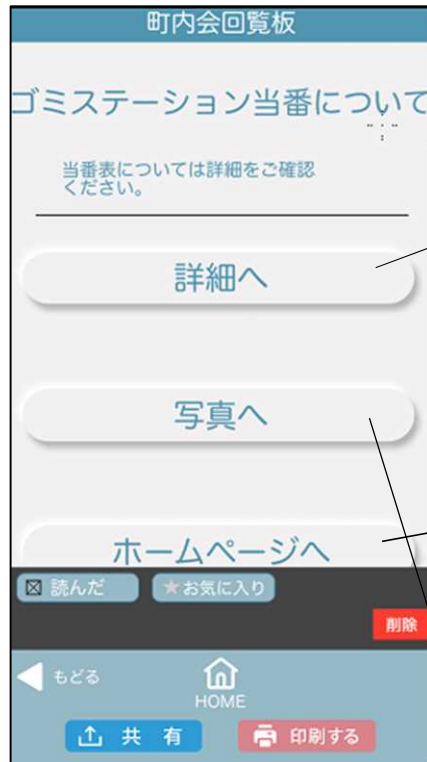 町内会回覧板
ゴミステーション当番について
当番表については詳細をご確認
ください。
詳細へ
写真へ
ホームページへ
読んだ
お気に入り
削除
もどる
HOME
共 有
印刷する